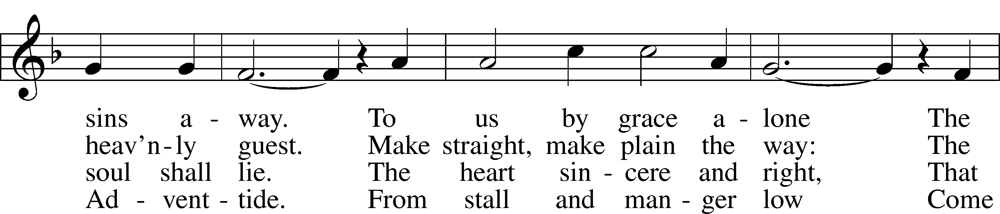 sins a - way. To us by grace a - lone The
heav'n - ly guest. Make straight, make plain the way: The
soul shall lie. The heart sin - cere and right, That
Ad - vent - tide. From stall and man - ger low Come